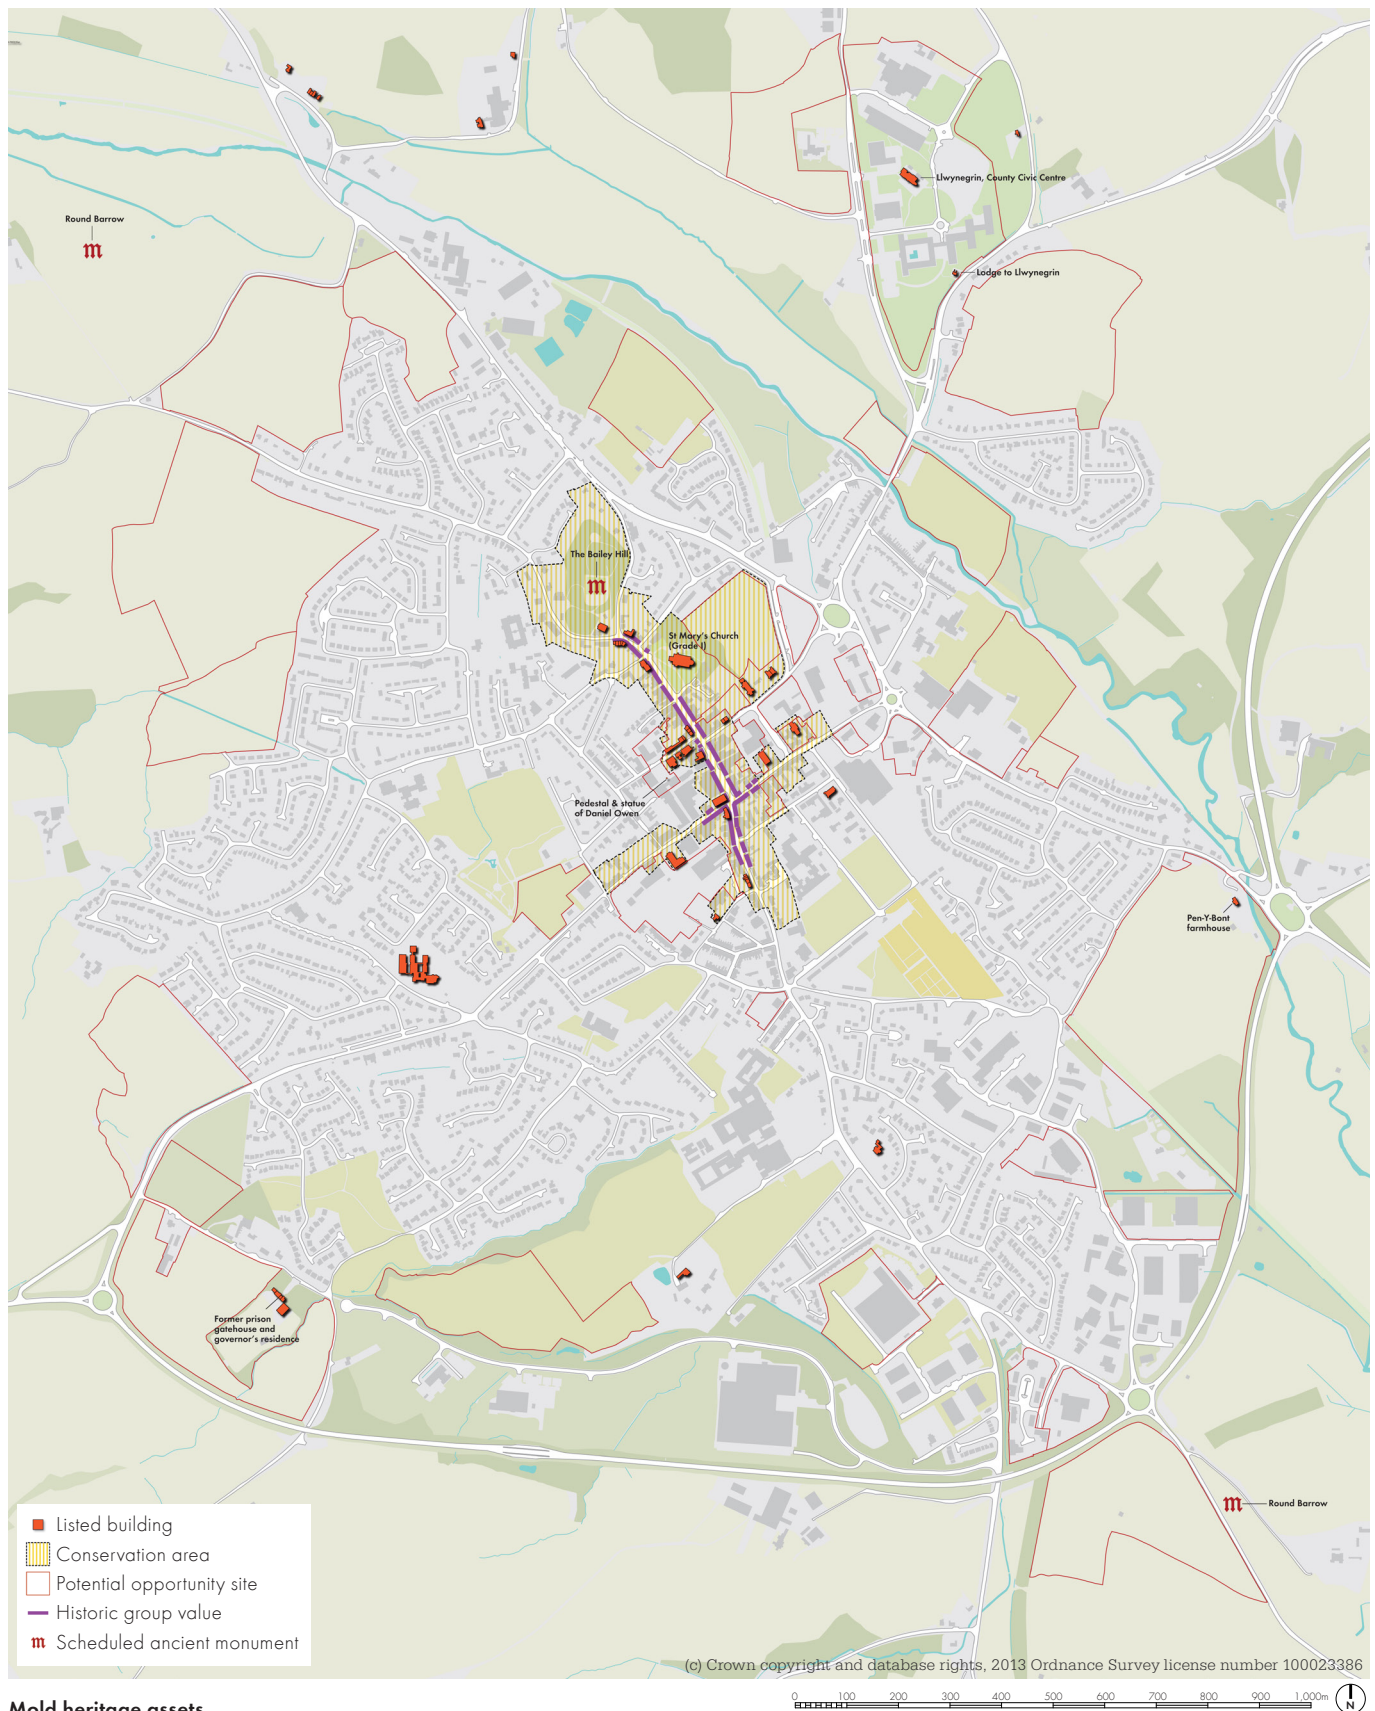 Llwynegrin, County Civic Centre
Round Barrow
m
Lodge to Llwynegrin
The Bailey Hill
m
St Mary's Church
(Grade I)
Pedestal & statue
of Daniel Owen
Pen-Y-Bont
farmhouse
Former prison
gatehouse and
governor's residence
m Round Barrow
Listed building
Conservation area
Potential opportunity site
Historic group value
m Scheduled ancient monument
(c) Crown copyright and database rights, 2013 Ordnance Survey license number 100023386
Mold heritage assets
0 100 200 300 400 500 600 700 800 900 1,000m
N